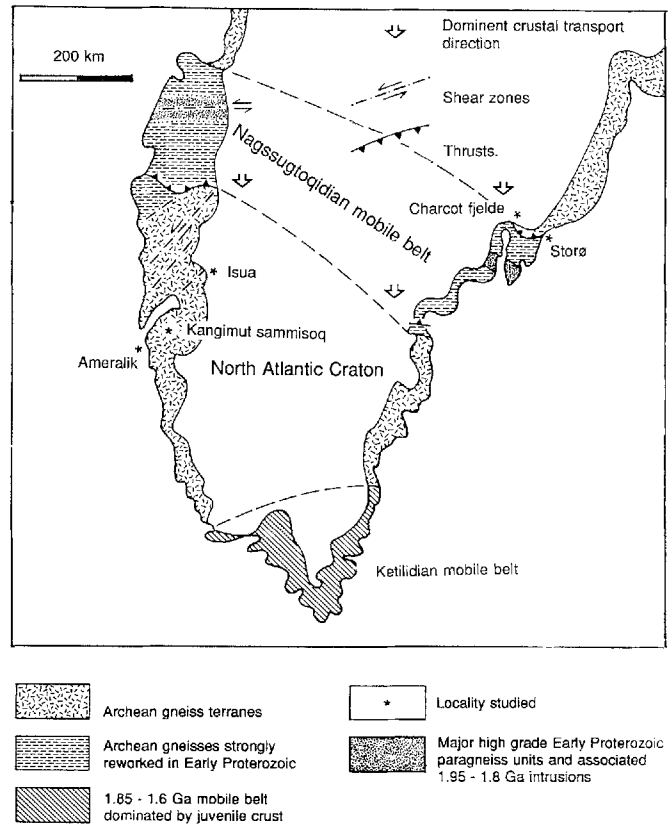 200 km
Dominent crustal transport
direction
Shear zones
Thrusts.
Nagssugtoqidian mobile belt
Charcot fjelde *
* Storø
* Isua
* Kangimut sammisoq
Ameralik *
North Atlantic Craton
Ketilidian mobile belt
Archean gneiss terranes
Archean gneisses strongly
reworked in Early Proterozoic
1.85 - 1.6 Ga mobile belt
dominated by juvenile crust
* Locality studied
Major high grade Early Proterozoic
paragneiss units and associated
1.95 - 1.8 Ga intrusions